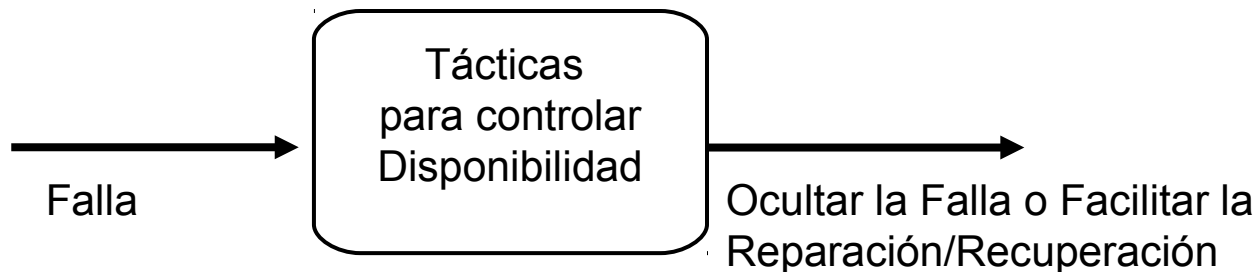 Tácticas
para controlar
Disponibilidad
Falla
Ocultar la Falla o Facilitar la
Reparación/Recuperación